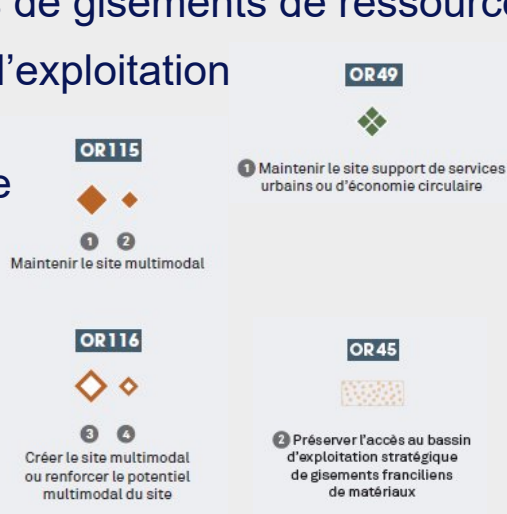 de gisements de ressource
l'exploitation
e
OR49
1 Maintenir le site support de services
urbains ou d'économie circulaire
OR115
1 2
Maintenir le site multimodal
OR116
3 4
Créer le site multimodal
ou renforcer le potentiel
multimodal du site
OR45
2 Préserver l'accès au bassin
d'exploitation stratégique
de gisements franciliens
de matériaux